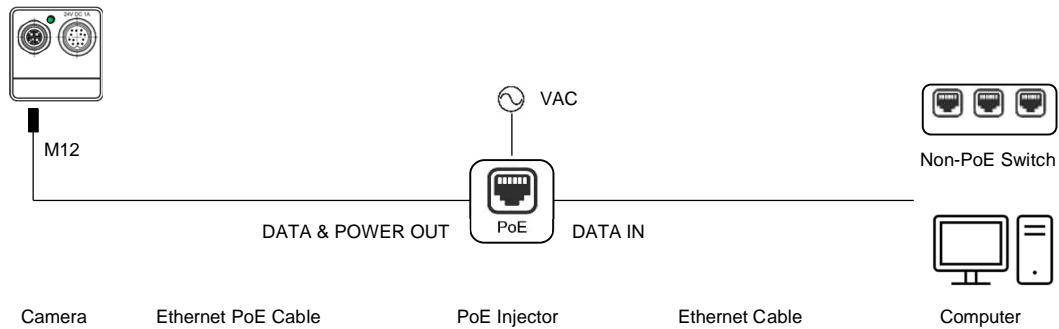 24V DC 1A
VAC
M12
Non-PoE Switch
DATA & POWER OUT
PoE
DATA IN
Camera
Ethernet PoE Cable
PoE Injector
Ethernet Cable
Computer